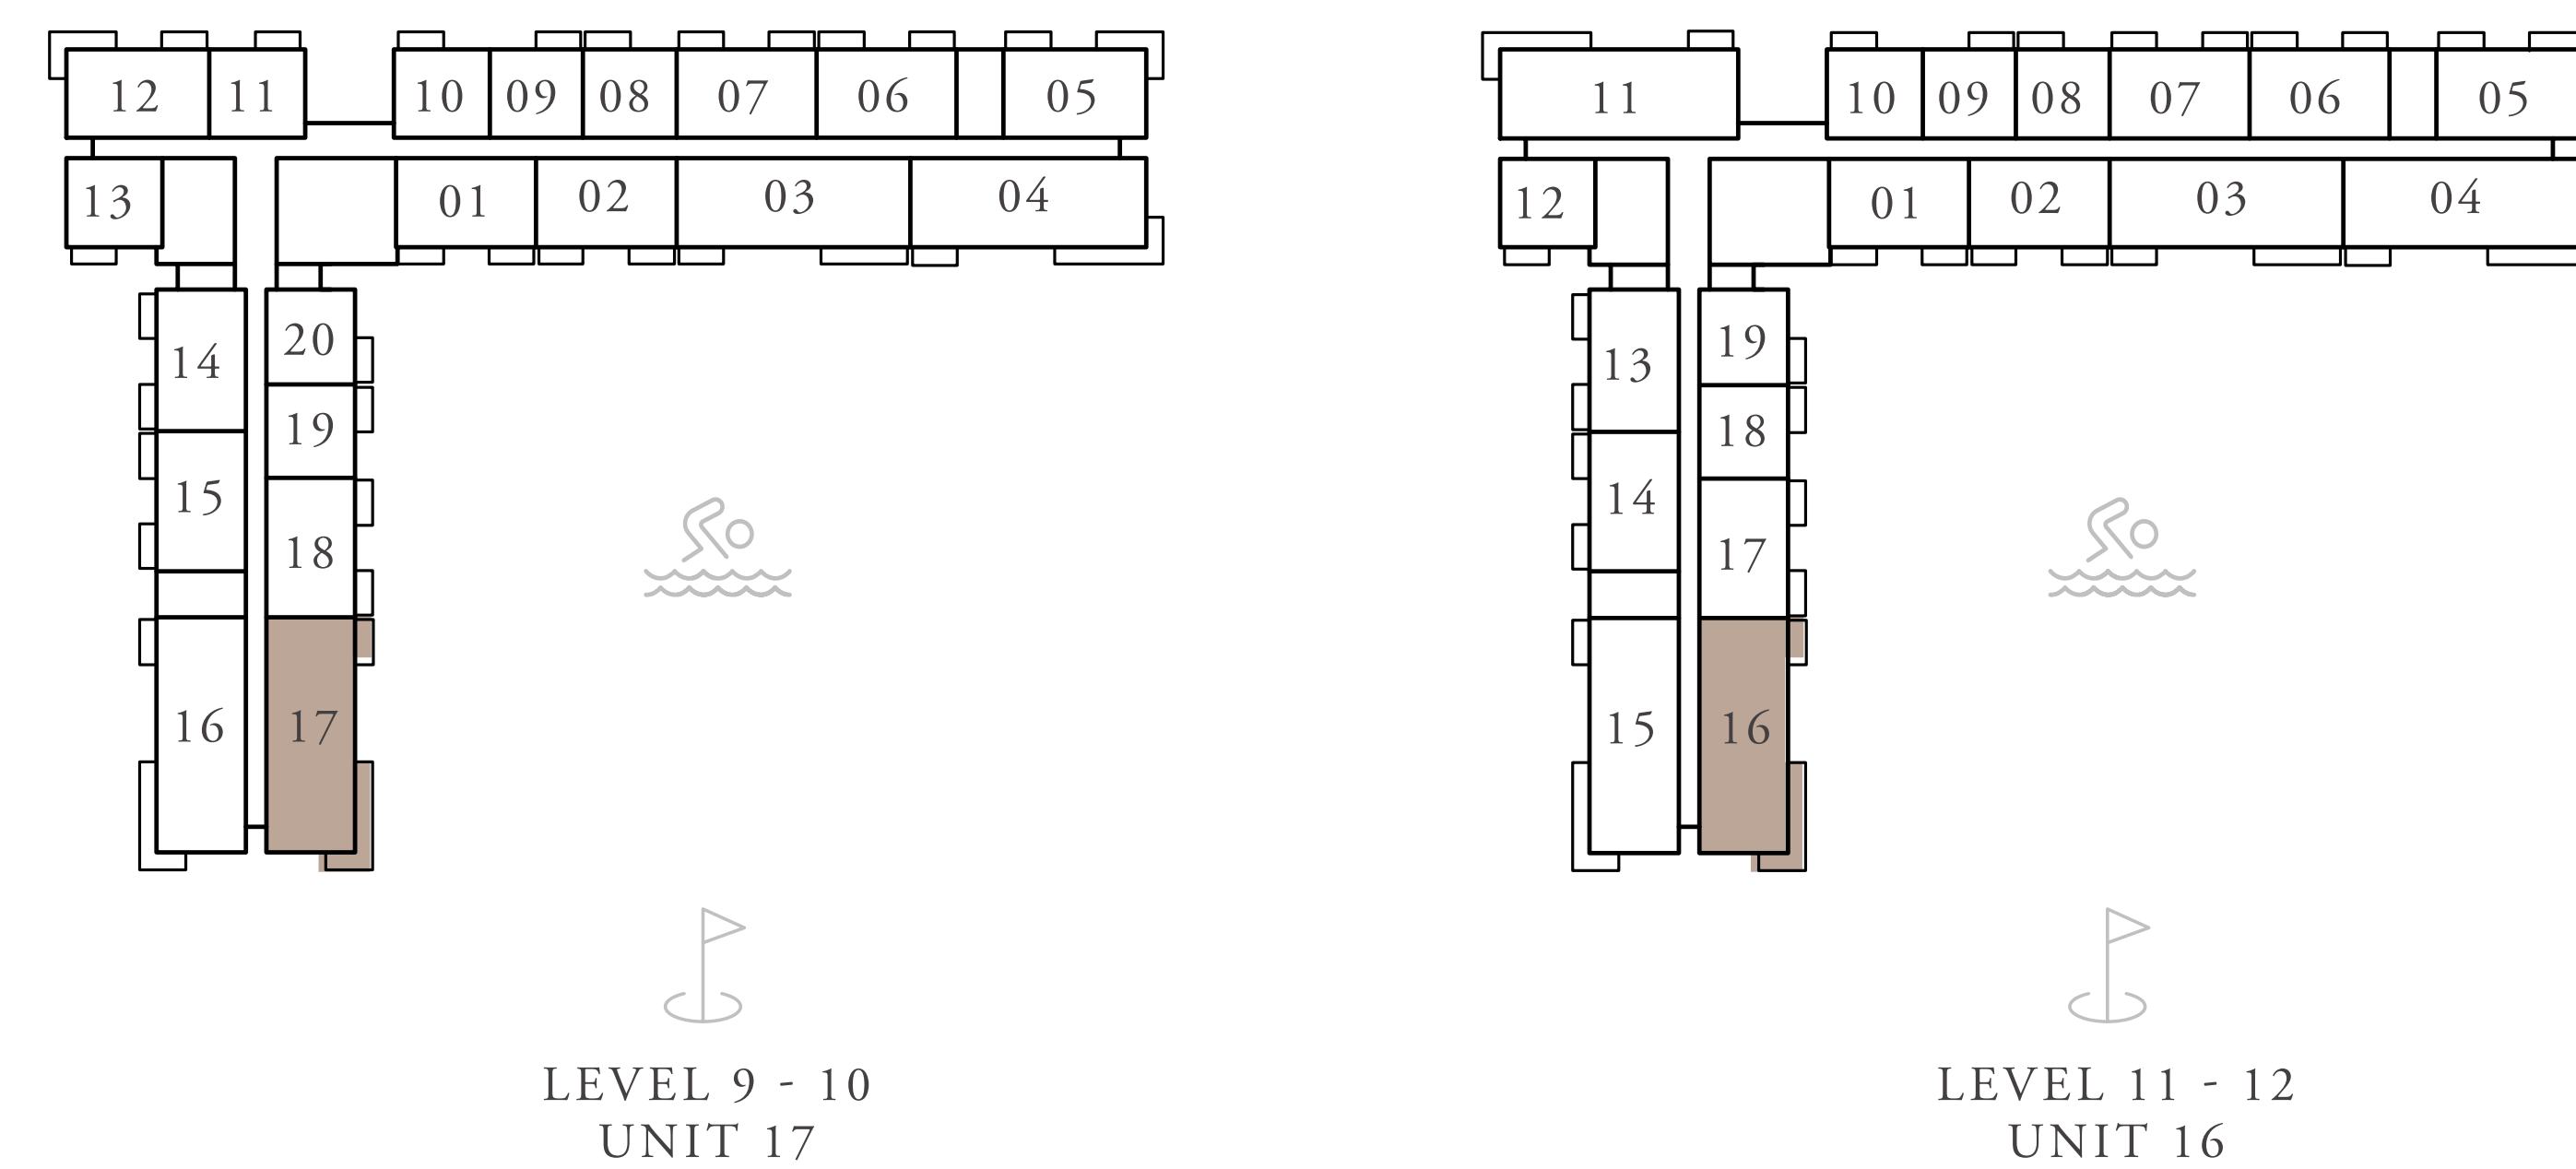 12 11 10 09 08 07 06 05
13 01 02 03 04
14 20
19
15
18
16 17
LEVEL 9 - 10
UNIT 17
11 10 09 08 07 06 05
12 01 02 03 04
13 19
18
14
17
15 16
LEVEL 11 - 12
UNIT 16